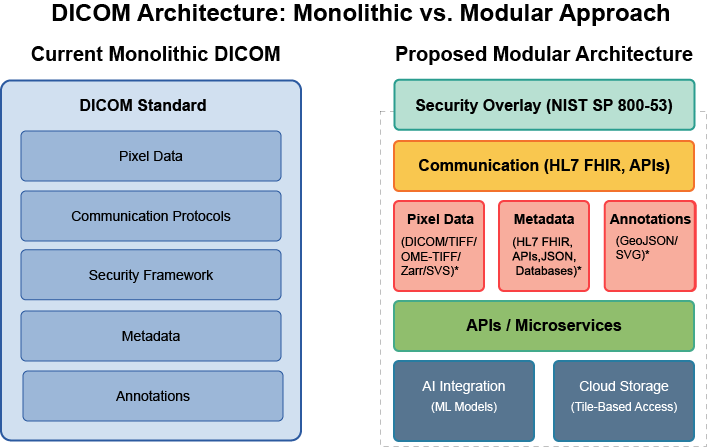 DICOM Architecture: Monolithic vs. Modular Approach
Current Monolithic DICOM
DICOM Standard
Pixel Data
Communication Protocols
Security Framework
Metadata
Annotations
Proposed Modular Architecture
Security Overlay (NIST SP 800-53)
Communication (HL7 FHIR, APIs)
Pixel Data
(DICOM/TIFF/
OME-TIFF/
Zarr/SVS)*
Metadata
(HL7 FHIR,
APIs,JSON,
Databases)*
Annotations
(GeoJSON/
SVG)*
APIs / Microservices
AI Integration
(ML Models)
Cloud Storage
(Tile-Based Access)